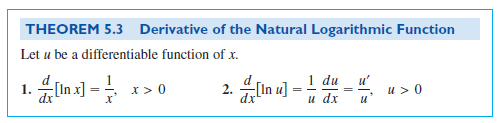 THEOREM 5.3 Derivative of the Natural Logarithmic Function
Let u be a differentiable function of x.
1. d/dx[ln x] = 1/x, x > 0 2. d/dx[ln u] = 1/u du/dx = u'/u, u > 0